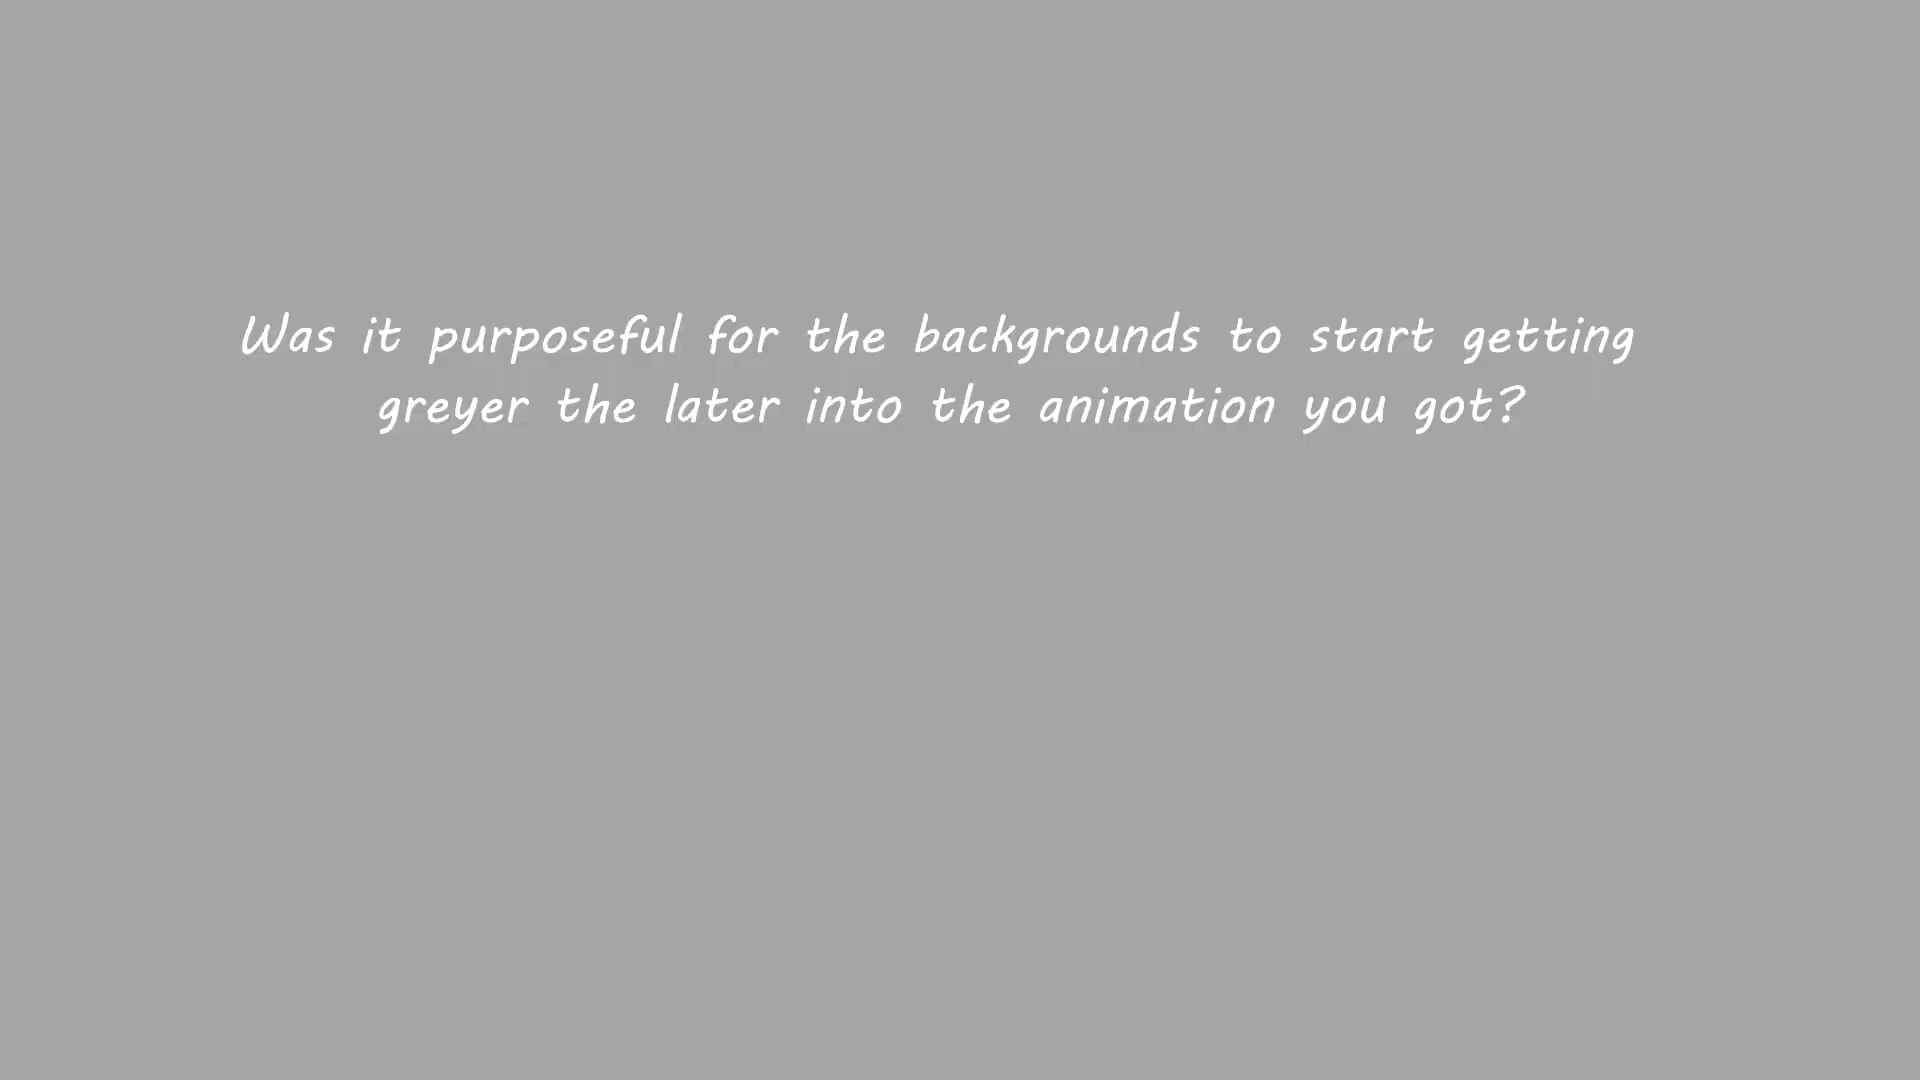 Was it purposeful for the backgrounds to start getting
greyer the later into the animation you got?